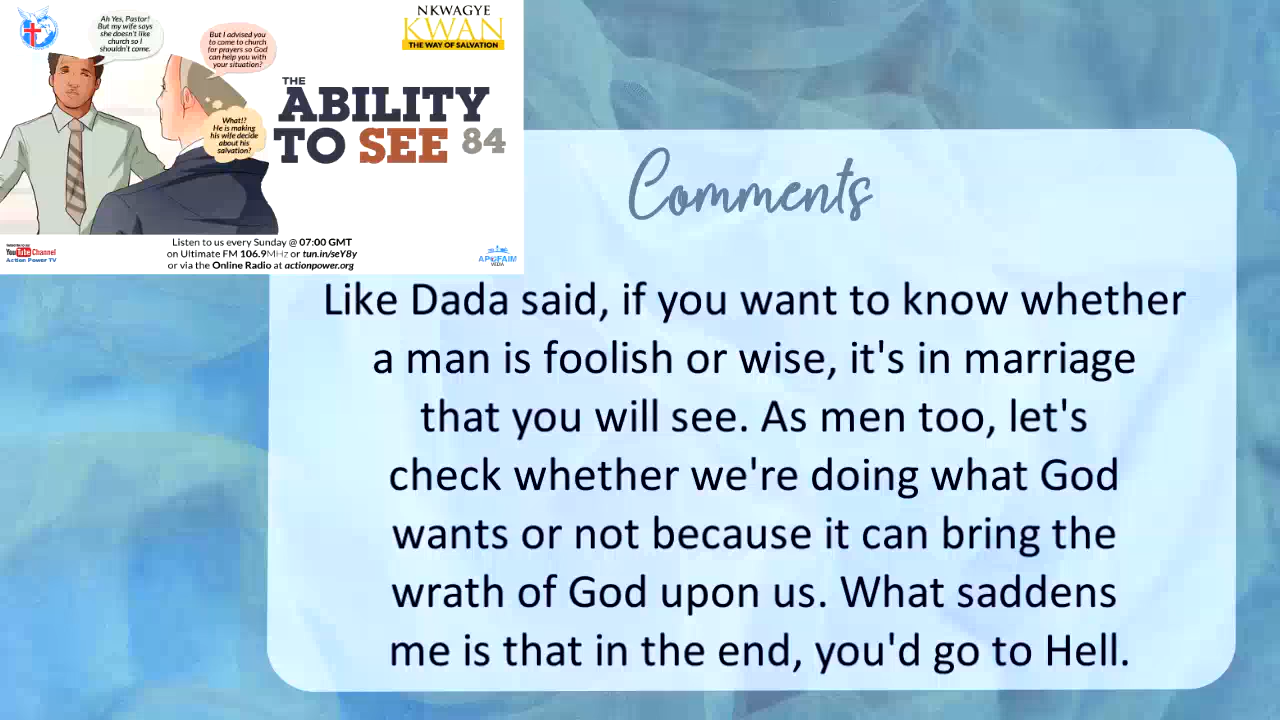 Ah Yes, Pastor!
But my wife says
she doesn't like
church so I
shouldn't come.
But I advised you
to come to church
for prayers so God
can help you with
your situation?
What!?
He is making
his wife decide
about his
salvation?
NKWAGYE
KWAN
THE WAY OF SALVATION
THE
ABILITY
TO SEE 84
YouTube Channel
Action Power TV
Listen to us every Sunday @ 07:00 GMT
on Ultimate FM 106.9MHz or tun.in/seY8y
or via the Online Radio at actionpower.org
Comments
Like Dada said, if you want to know whether
a man is foolish or wise, it's in marriage
that you will see. As men too, let's
check whether we're doing what God
wants or not because it can bring the
wrath of God upon us. What saddens
me is that in the end, you'd go to Hell.